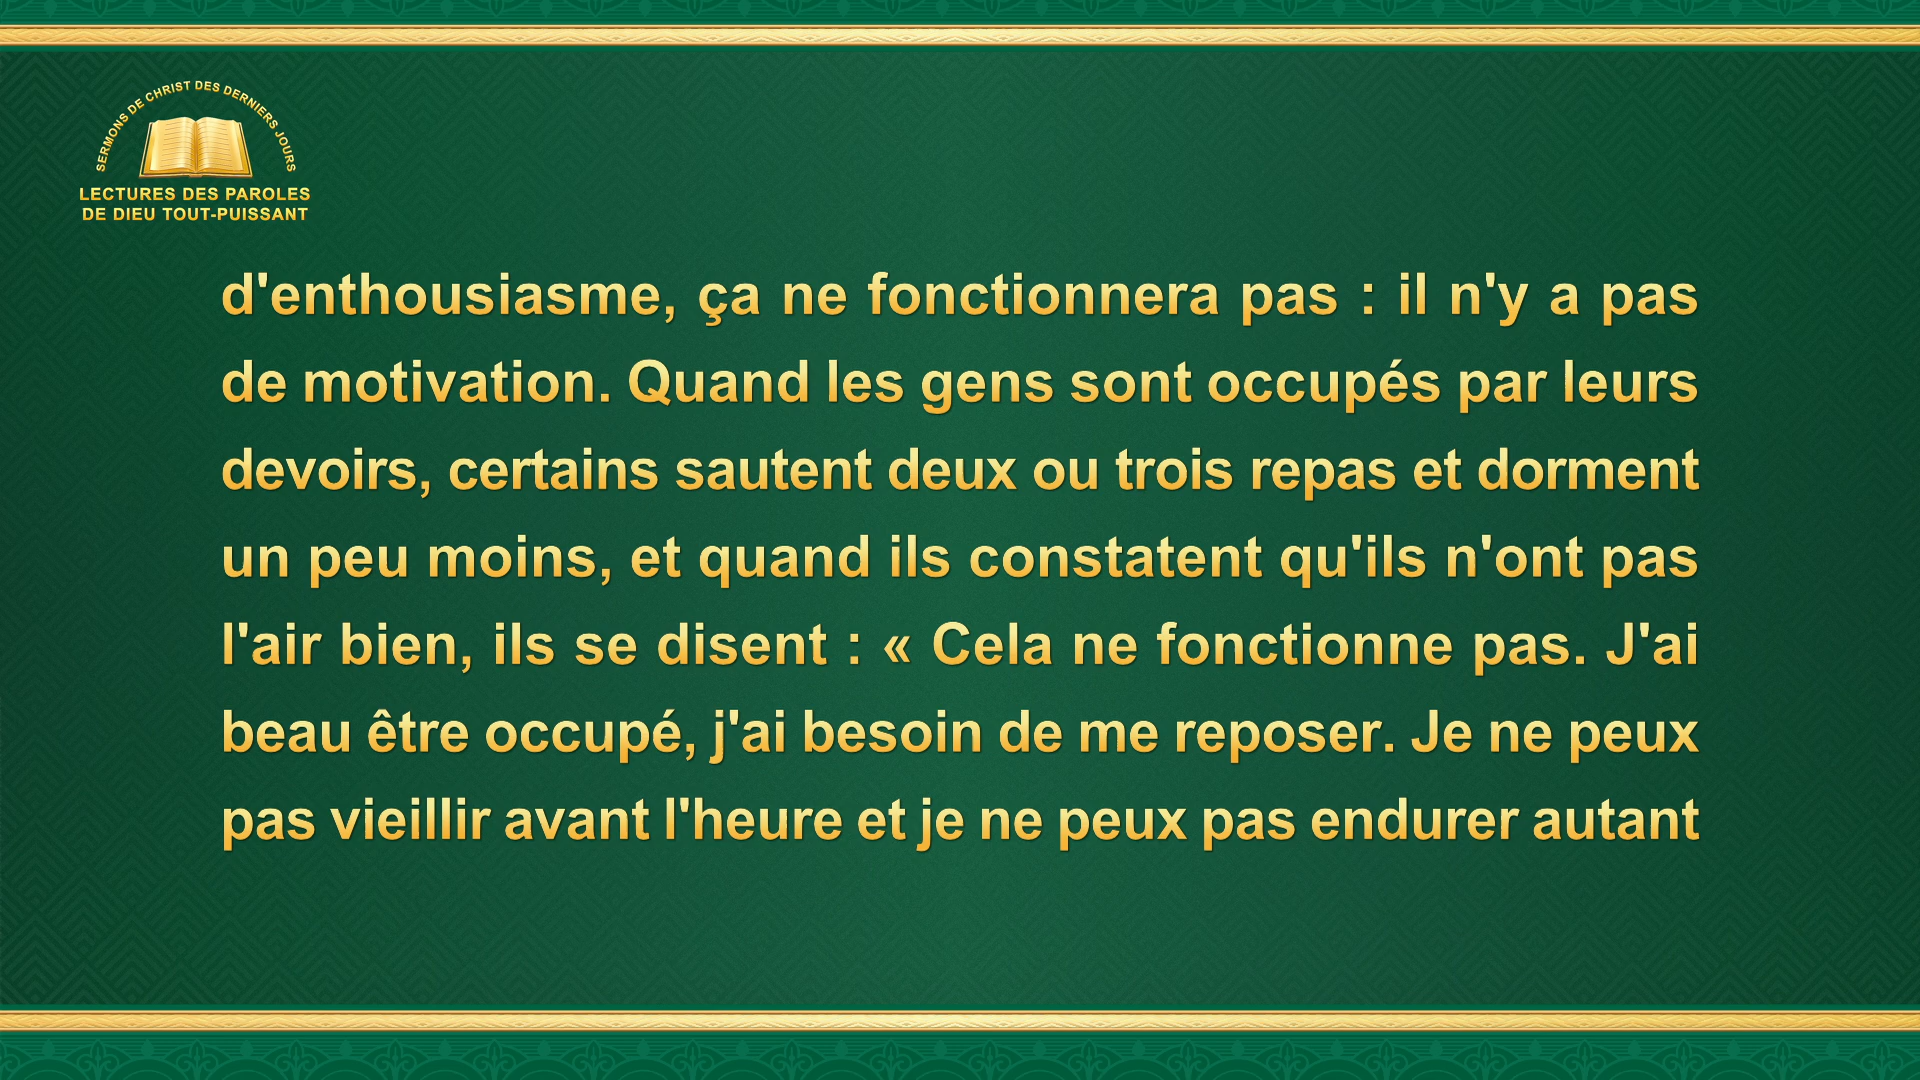 SERMONS DE CHRIST DES DERNIERS JOURS
LECTURES DES PAROLES
DE DIEU TOUT-PUISSANT
d'enthousiasme, ça ne fonctionnera pas : il n'y a pas
de motivation. Quand les gens sont occupés par leurs
devoirs, certains sautent deux ou trois repas et dorment
un peu moins, et quand ils constatent qu'ils n'ont pas
l'air bien, ils se disent : « Cela ne fonctionne pas. J'ai
beau être occupé, j'ai besoin de me reposer. Je ne peux
pas vieillir avant l'heure et je ne peux pas endurer autant